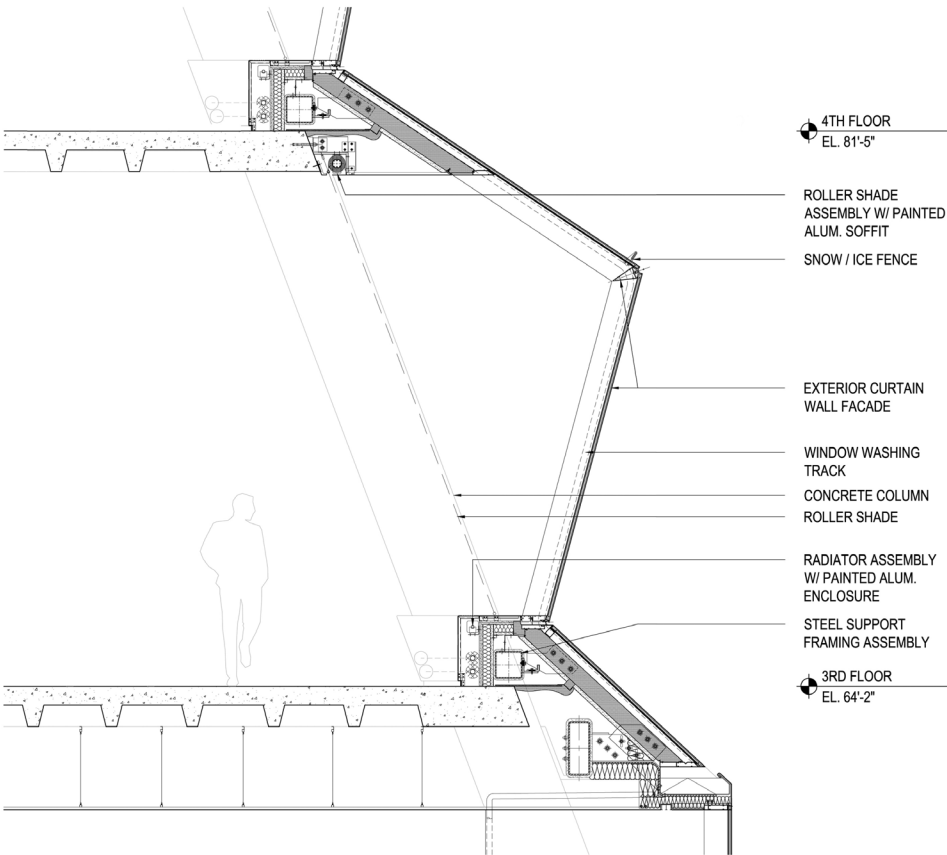 4TH FLOOR
EL. 81'-5"
ROLLER SHADE
ASSEMBLY W/ PAINTED
ALUM. SOFFIT
SNOW / ICE FENCE
EXTERIOR CURTAIN
WALL FACADE
WINDOW WASHING
TRACK
CONCRETE COLUMN
ROLLER SHADE
RADIATOR ASSEMBLY
W/ PAINTED ALUM.
ENCLOSURE
STEEL SUPPORT
FRAMING ASSEMBLY
3RD FLOOR
EL. 64'-2"